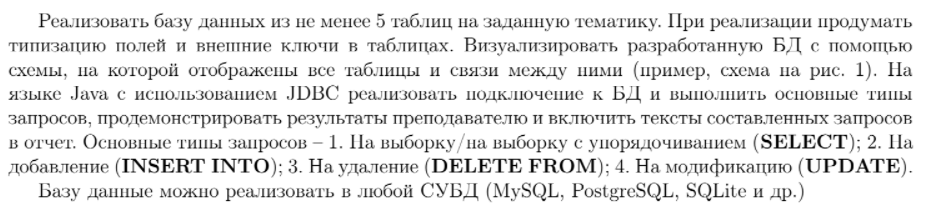 Реализовать базу данных из не менее 5 таблиц на заданную тематику. При реализации продумать
типизацию полей и внешние ключи в таблицах. Визуализировать разработанную БД с помощью
схемы, на которой отображены все таблицы и связи между ними (пример, схема на рис. 1). На
языке Java с использованием JDBC реализовать подключение к БД и выполнить основные типы
запросов, продемонстрировать результаты преподавателю и включить тексты составленных запросов
в отчет. Основные типы запросов – 1. На выборку/на выборку с упорядочиванием (SELECT); 2. На
добавление (INSERT INTO); 3. На удаление (DELETE FROM); 4. На модификацию (UPDATE).
Базу данные можно реализовать в любой СУБД (MySQL, PostgreSQL, SQLite и др.)